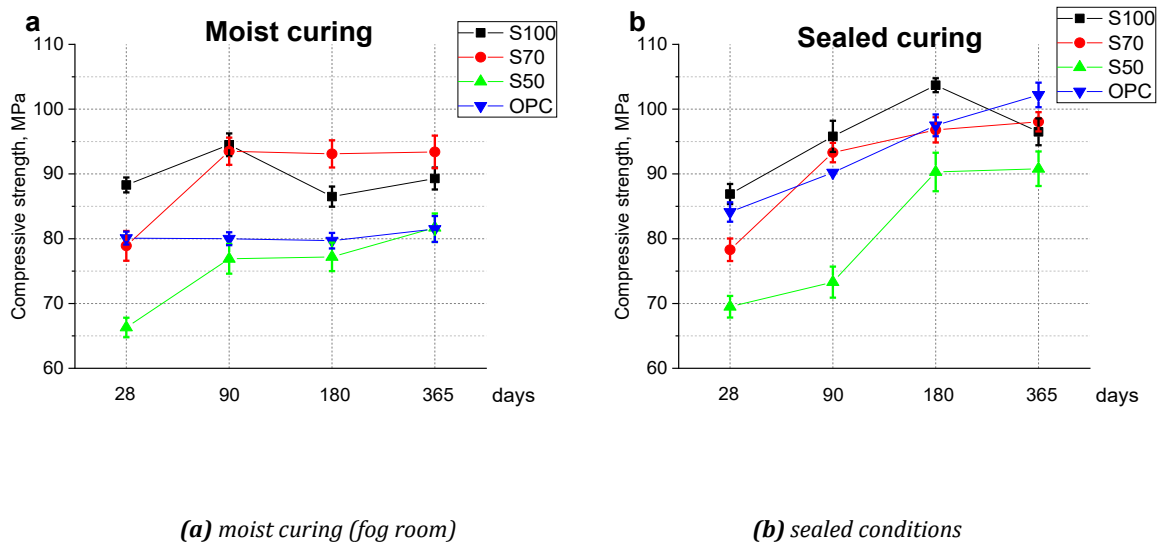 a
Moist curing
S100
S70
S50
OPC
Compressive strength, MPa
110
100
90
80
70
60
28
90
180
365
days
b
Sealed curing
S100
S70
S50
OPC
Compressive strength, MPa
110
100
90
80
70
60
28
90
180
365
days
(a) moist curing (fog room)
(b) sealed conditions